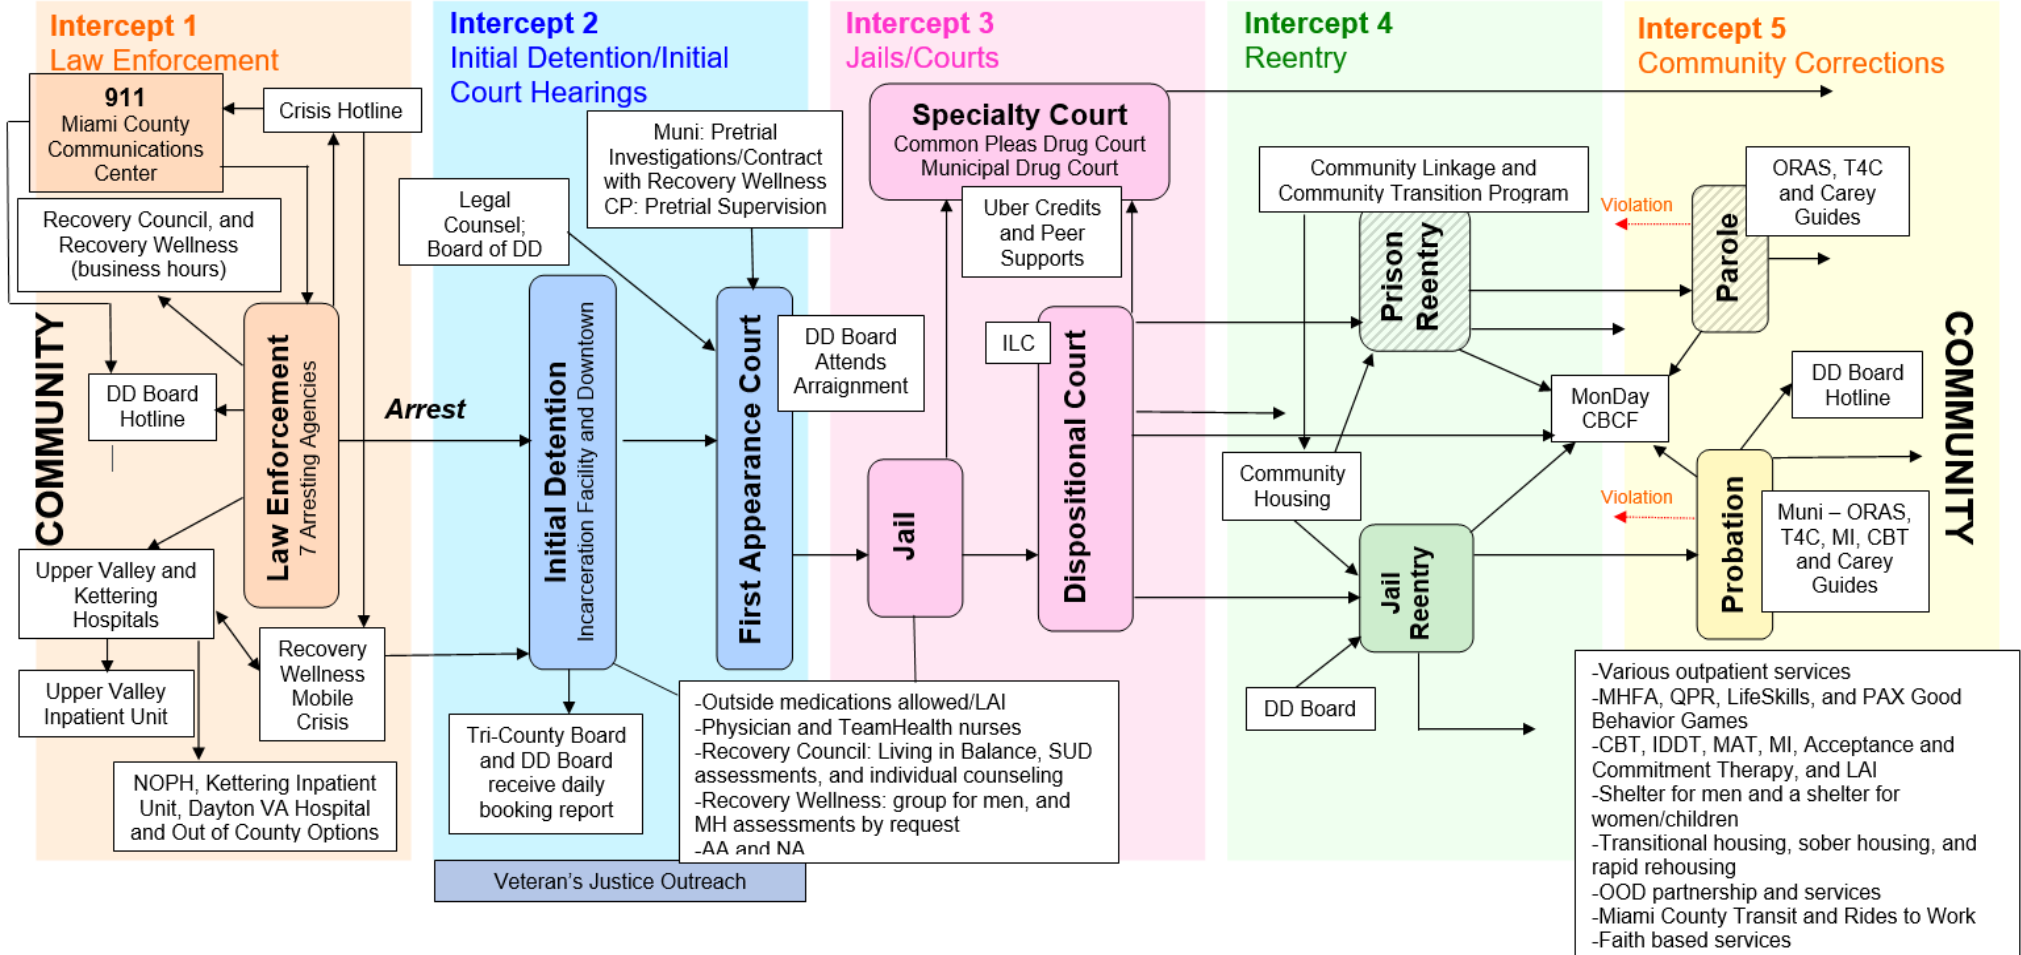 Intercept 1
Law Enforcement
911
Miami County
Communications
Center
Crisis Hotline
Recovery Council, and
Recovery Wellness
(business hours)
COMMUNITY
DD Board
Hotline
Law Enforcement
7 Arresting Agencies
Arrest
Upper Valley and
Kettering
Hospitals
Upper Valley
Inpatient Unit
Recovery
Wellness
Mobile
Crisis
NOPH, Kettering Inpatient
Unit, Dayton VA Hospital
and Out of County Options
Intercept 2
Initial Detention/Initial
Court Hearings
Muni: Pretrial
Investigations/Contract
with Recovery Wellness
CP: Pretrial Supervision
Legal
Counsel;
Board of DD
Initial Detention
Incarceration Facility and Downtown
First Appearance Court
DD Board
Attends
Arraignment
Tri-County Board
and DD Board
receive daily
booking report
Veteran's Justice Outreach
Intercept 3
Jails/Courts
Specialty Court
Common Pleas Drug Court
Municipal Drug Court
Uber Credits
and Peer
Supports
ILC
Jail
Dispositional Court
-Outside medications allowed/LAI
-Physician and TeamHealth nurses
-Recovery Council: Living in Balance, SUD
assessments, and individual counseling
-Recovery Wellness: group for men, and
MH assessments by request
-AA and NA
Intercept 4
Reentry
Community Linkage and
Community Transition Program
Prison
Reentry
MonDay
CBCF
Community
Housing
Jail
Reentry
DD Board
Intercept 5
Community Corrections
ORAS, T4C
and Carey
Guides
Violation
Parole
DD Board
Hotline
Violation
Probation
Muni – ORAS,
T4C, MI, CBT
and Carey
Guides
COMMUNITY
-Various outpatient services
-MHFA, QPR, LifeSkills, and PAX Good
Behavior Games
-CBT, IDDT, MAT, MI, Acceptance and
Commitment Therapy, and LAI
-Shelter for men and a shelter for
women/children
-Transitional housing, sober housing, and
rapid rehousing
-OOD partnership and services
-Miami County Transit and Rides to Work
-Faith based services